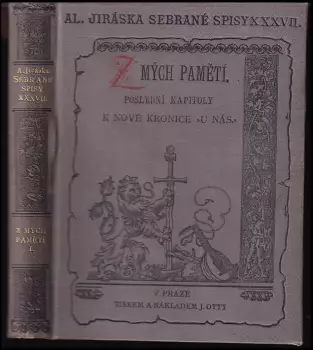 AL. JIRÁSKA SEBRANÉ SPISY XXXVII.
Z MÝCH PAMĚTÍ.
POSLEDNÍ KAPITOLY
K NOVÉ KRONICE »U NÁS.«
V PRAZE
TISKEM A NÁKLADEM J. OTTY
A. Jiráska
SEBRANÉ
SPISY
XXXVII.
Z MÝCH
PAMĚTÍ
I.